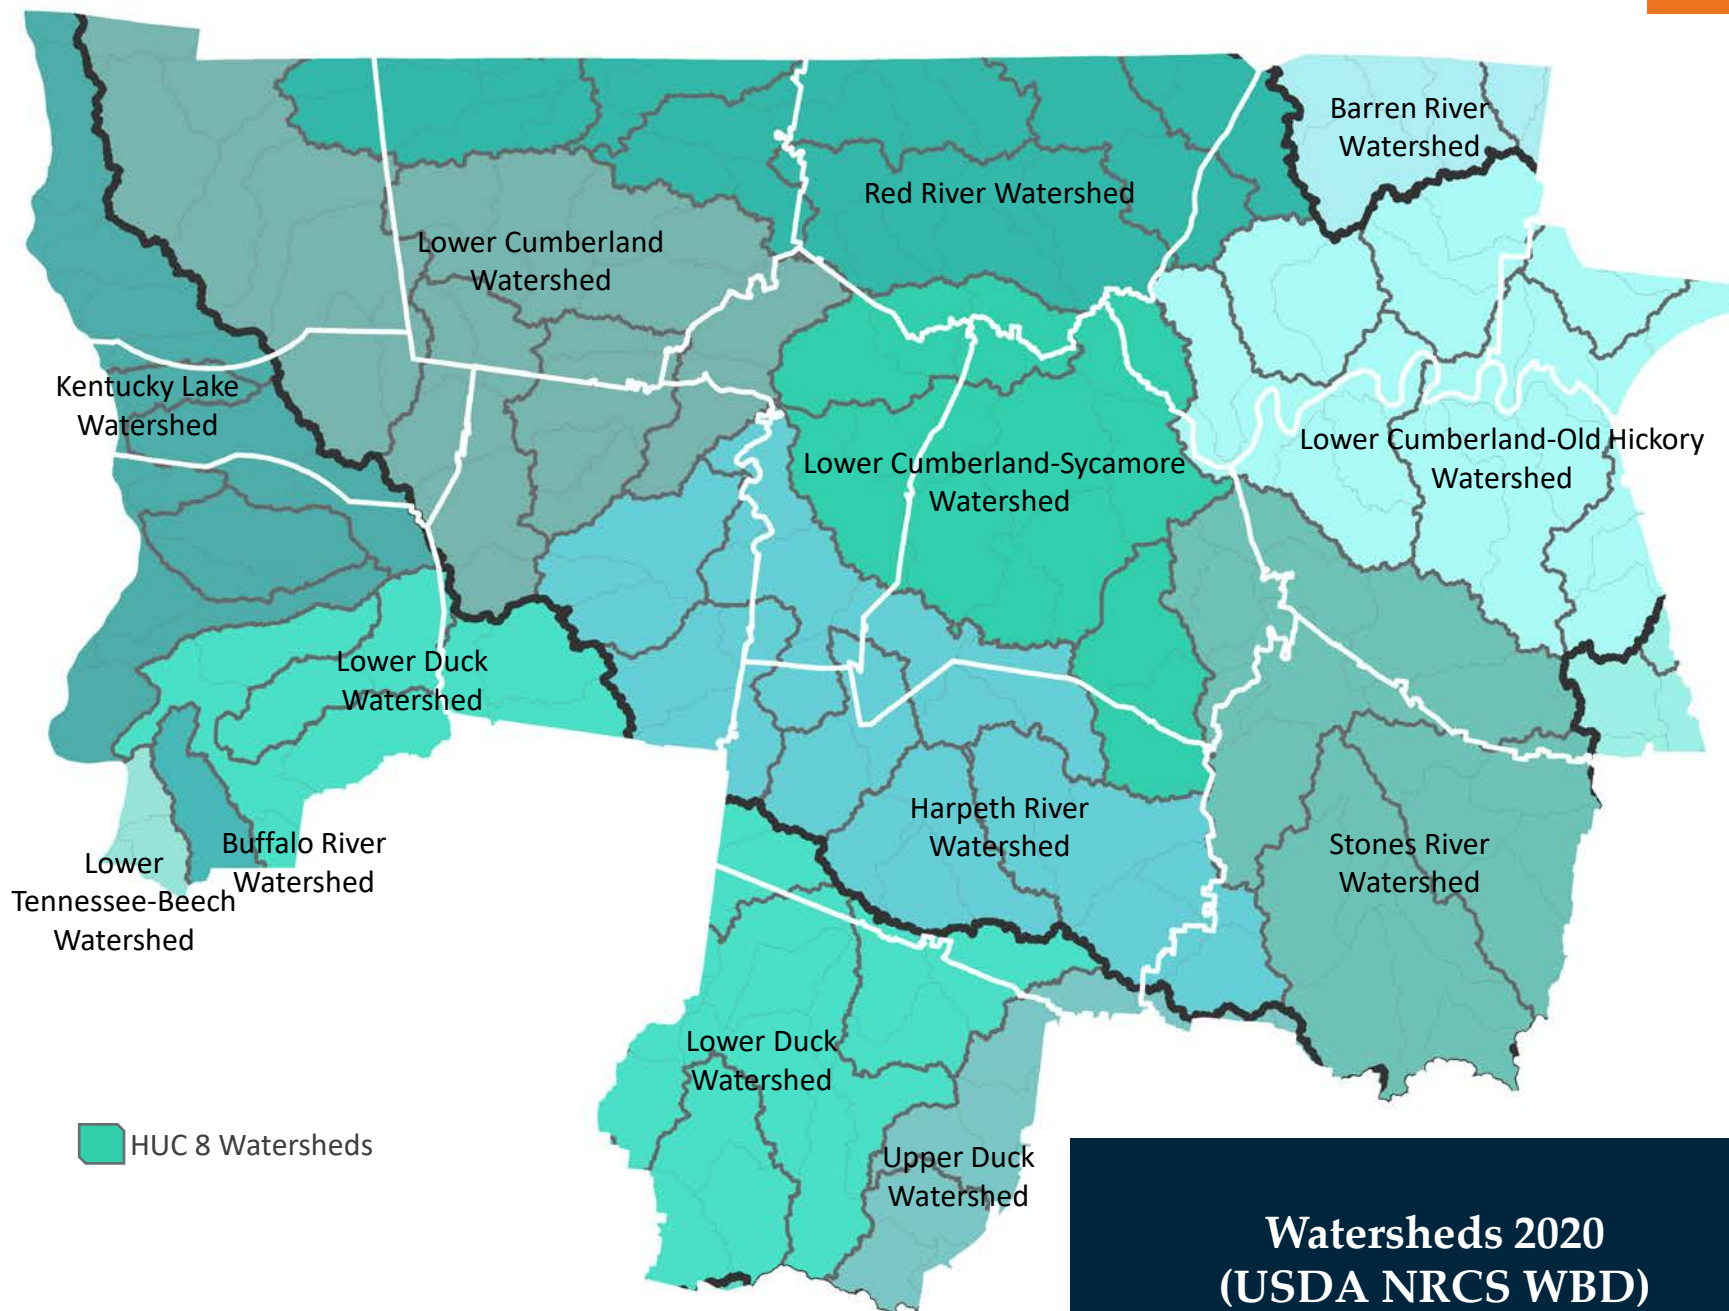 Barren River
Watershed
Red River Watershed
Lower Cumberland
Watershed
Kentucky Lake
Watershed
Lower Cumberland-Old Hickory
Watershed
Lower Cumberland-Sycamore
Watershed
Lower Duck
Watershed
Harpeth River
Watershed
Stones River
Watershed
Buffalo River
Watershed
Lower
Tennessee-Beech
Watershed
Lower Duck
Watershed
HUC 8 Watersheds
Upper Duck
Watershed
Watersheds 2020
(USDA NRCS WBD)